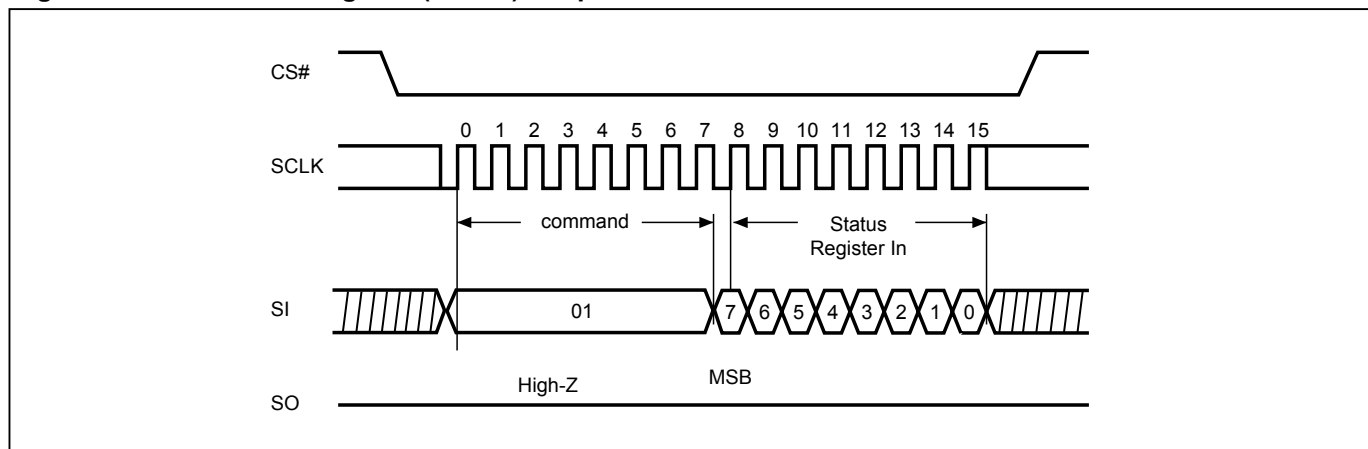 CS#
0 1 2 3 4 5 6 7 8 9 10 11 12 13 14 15
SCLK
command
Status
Register In
SI
01
7 6 5 4 3 2 1 0
High-Z
MSB
SO